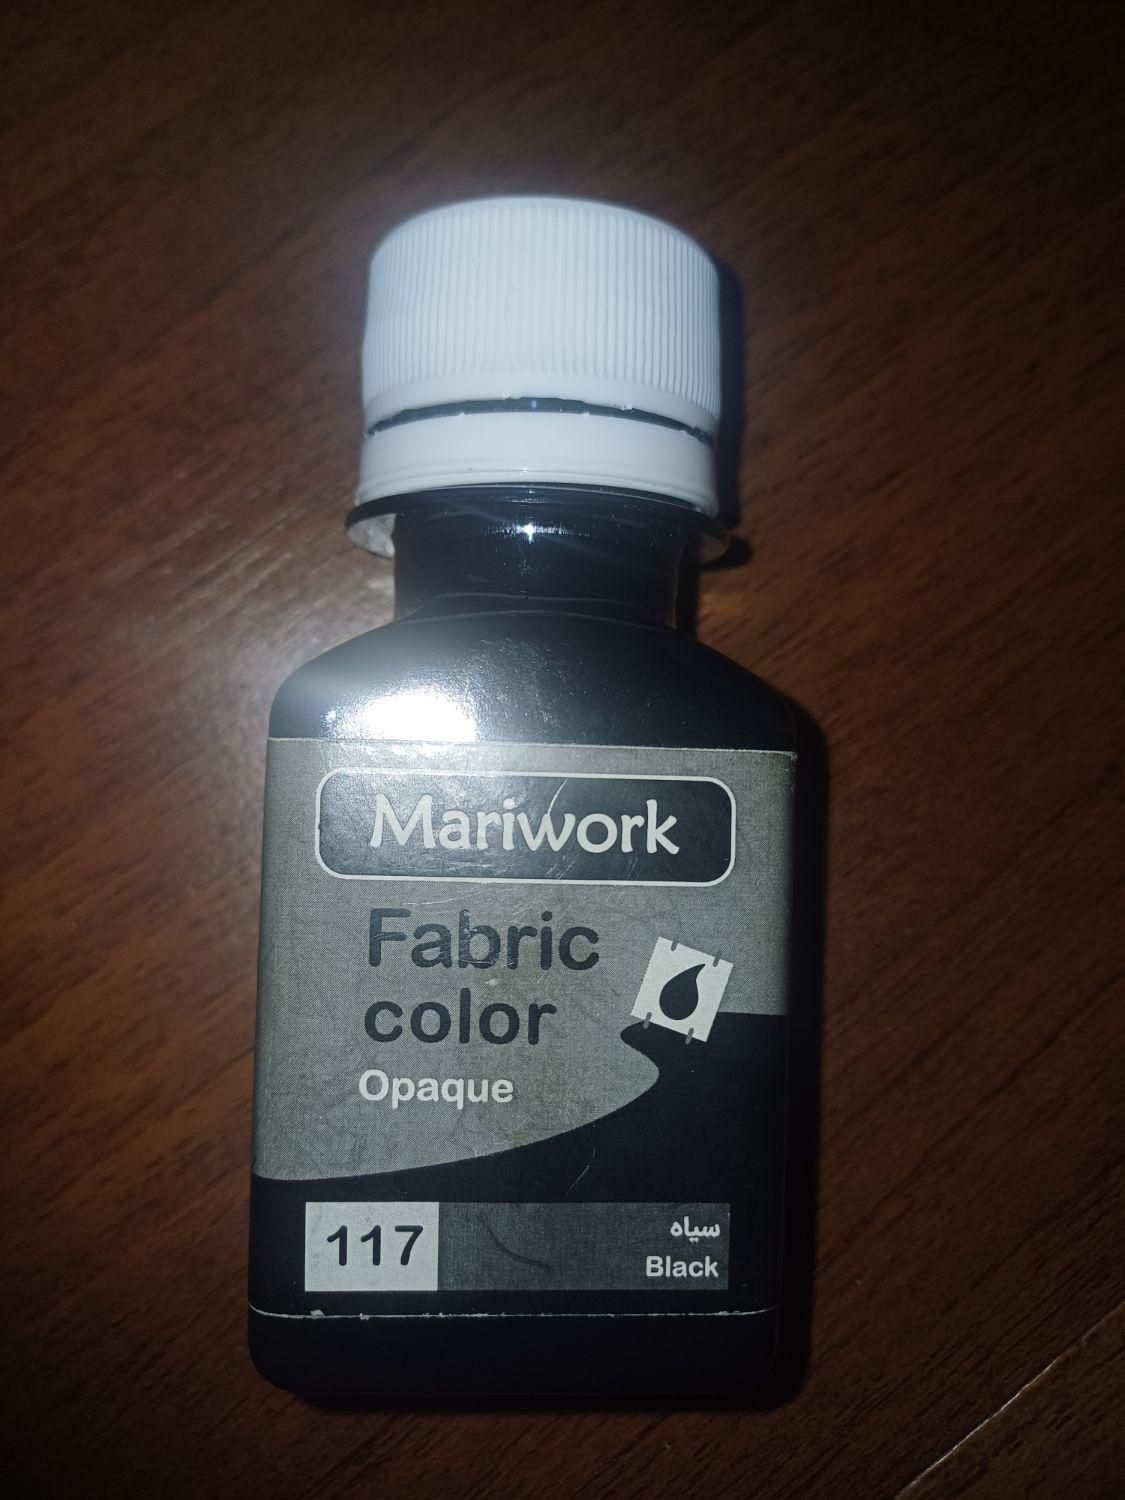 Mariwork
Fabric
color
Opaque
117
سیاه
Black